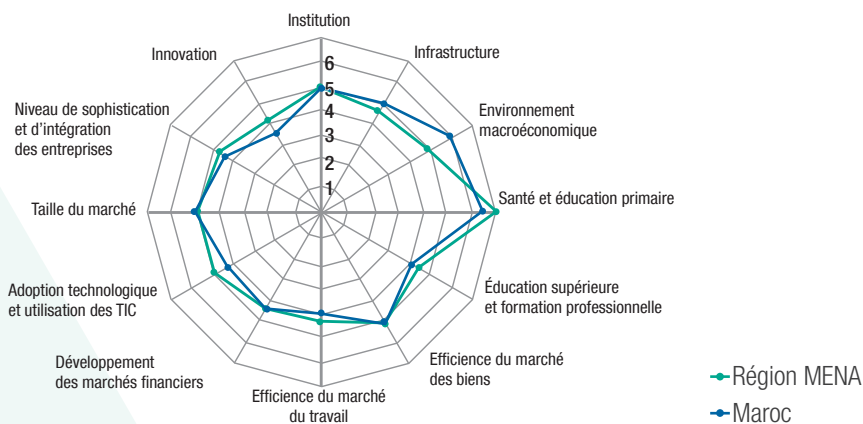 Institution
Infrastructure
Environnement
macroéconomique
Santé et éducation primaire
Éducation supérieure
et formation professionnelle
Efficience du marché
des biens
Efficience du marché
du travail
Développement
des marchés financiers
Adoption technologique
et utilisation des TIC
Taille du marché
Niveau de sophistication
et d'intégration
des entreprises
Innovation
6
5
4
3
2
1
Région MENA
Maroc